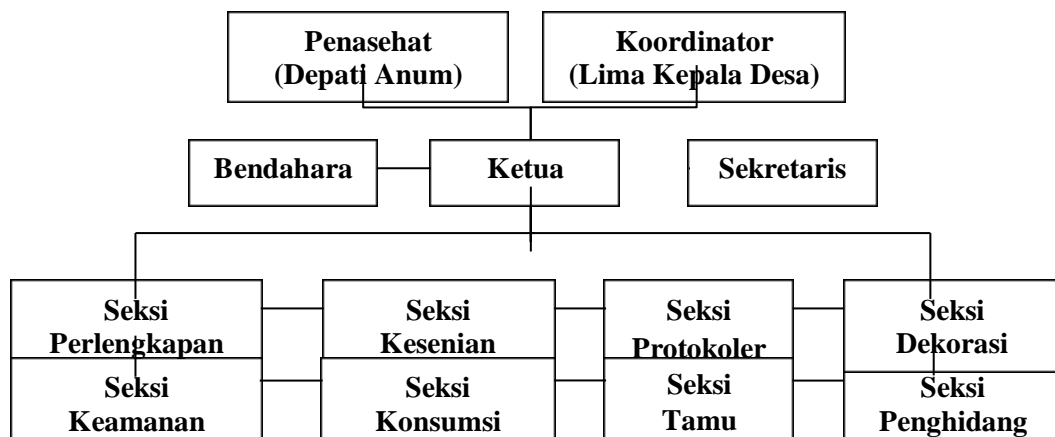 Penasehat
(Depati Anum)
Koordinator
(Lima Kepala Desa)
Bendahara
Ketua
Sekretaris
Seksi
Perlengkapan
Seksi
Kesenian
Seksi
Protokoler
Seksi
Dekorasi
Seksi
Keamanan
Seksi
Konsumsi
Seksi
Tamu
Seksi
Penghidang